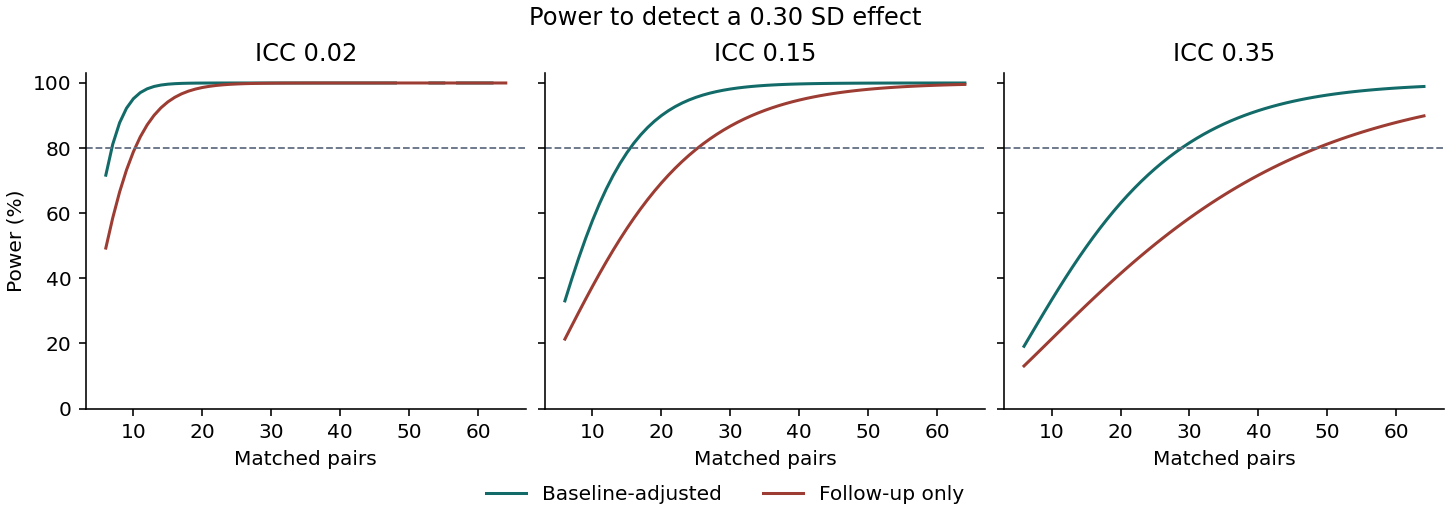 Power to detect a 0.30 SD effect
ICC 0.02
ICC 0.15
ICC 0.35
Power (%)
100
80
60
40
20
0
10 20 30 40 50 60
10 20 30 40 50 60
10 20 30 40 50 60
Matched pairs
Matched pairs
Matched pairs
Baseline-adjusted
Follow-up only